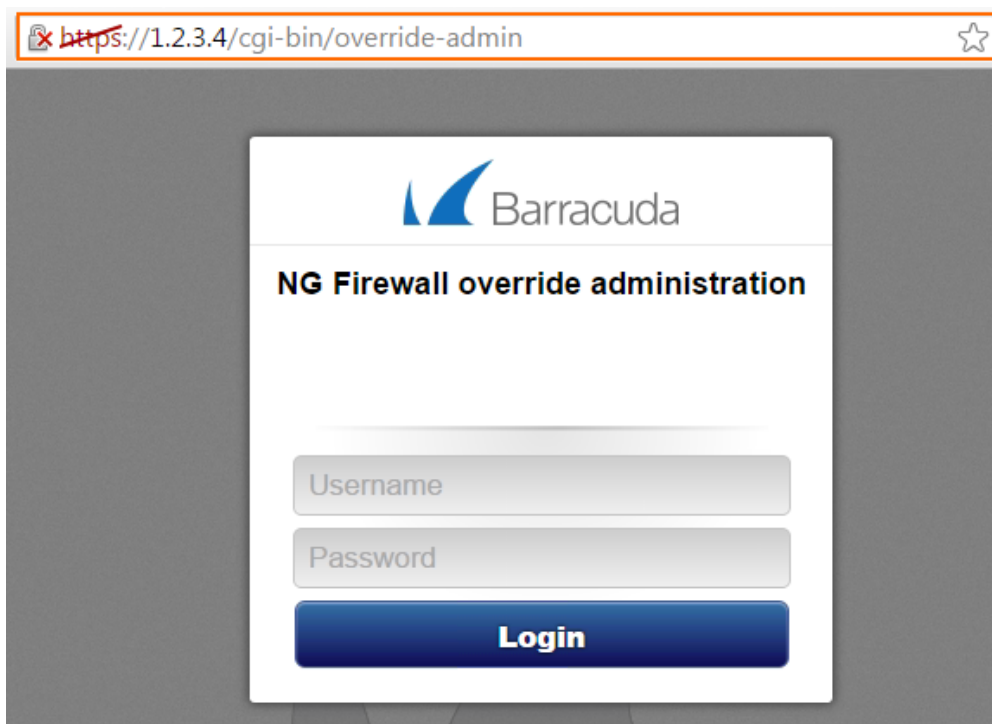 https://1.2.3.4/cgi-bin/override-admin
Barracuda
NG Firewall override administration
Username
Password
Login